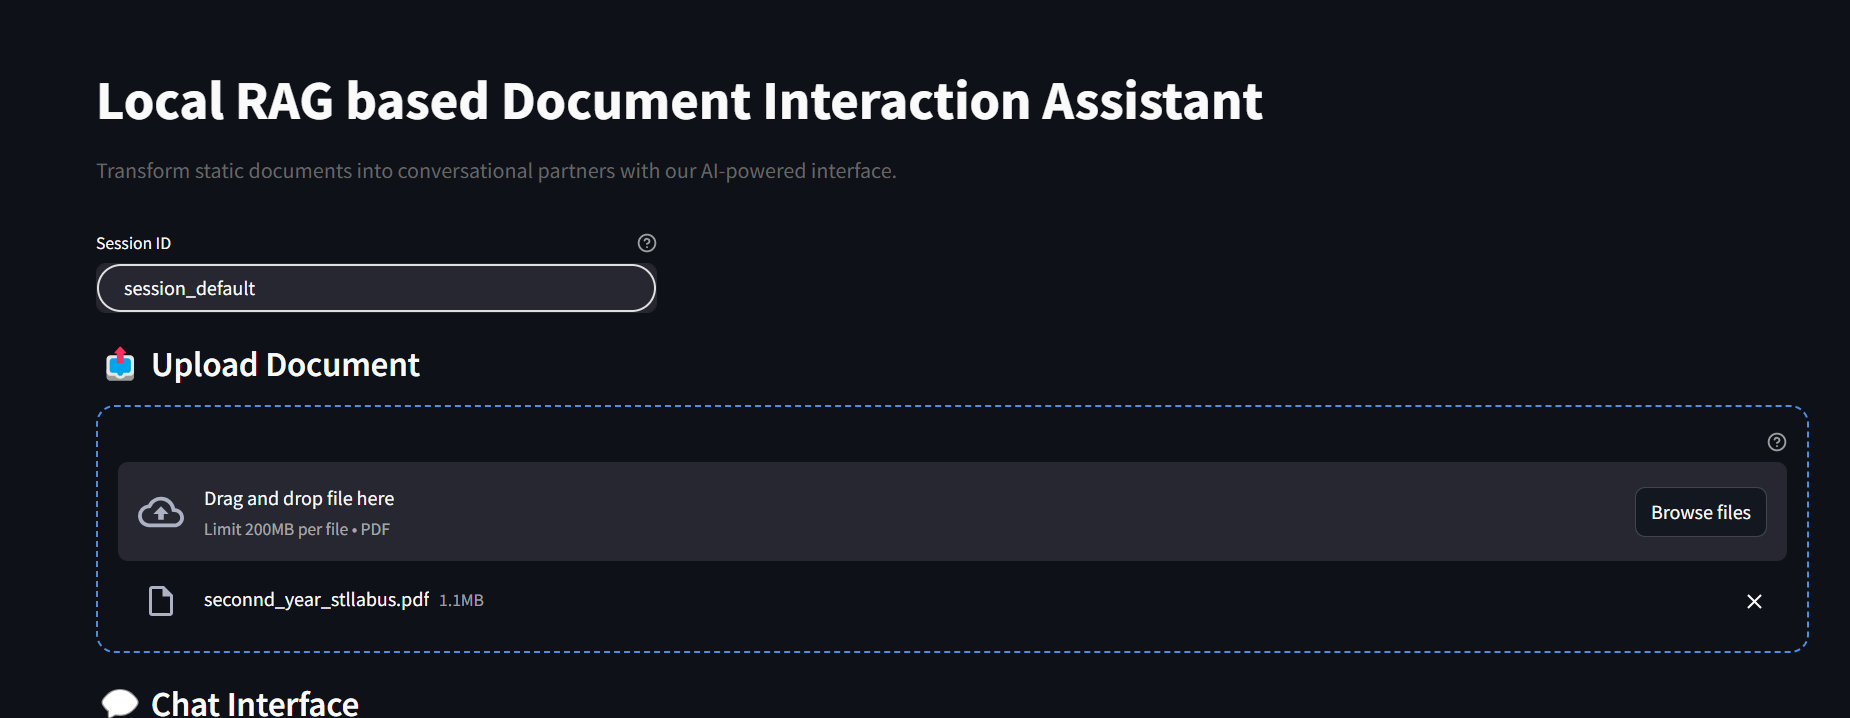 Local RAG based Document Interaction Assistant
Transform static documents into conversational partners with our AI-powered interface.
Session ID
session_default
Upload Document
Drag and drop file here
Limit 200MB per file • PDF
Browse files
seconnd_year_stllabus.pdf 1.1MB
Chat Interface